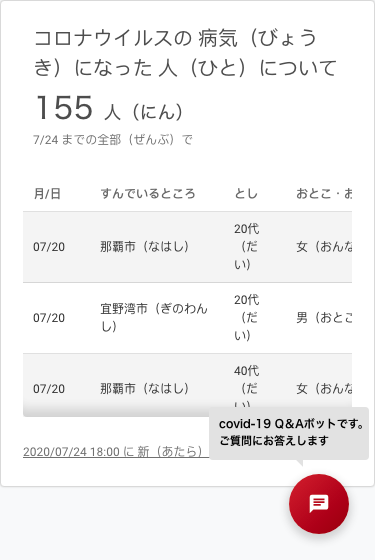 コロナウイルスの 病気（びょう
き）になった 人（ひと）について
155 人（にん）
7/24 までの全部（ぜんぶ）で
月/日 すんでいるところ とし おとこ・お
07/20 那覇市（なはし） 20代（だい） 女（おんな
07/20 宜野湾市（ぎのわんし） 20代（だい） 男（おとこ
07/20 那覇市（なはし） 40代（だい） 女（おんな
covid-19 Q&Aボットです。
ご質問にお答えします
2020/07/24 18:00 に 新（あたら）